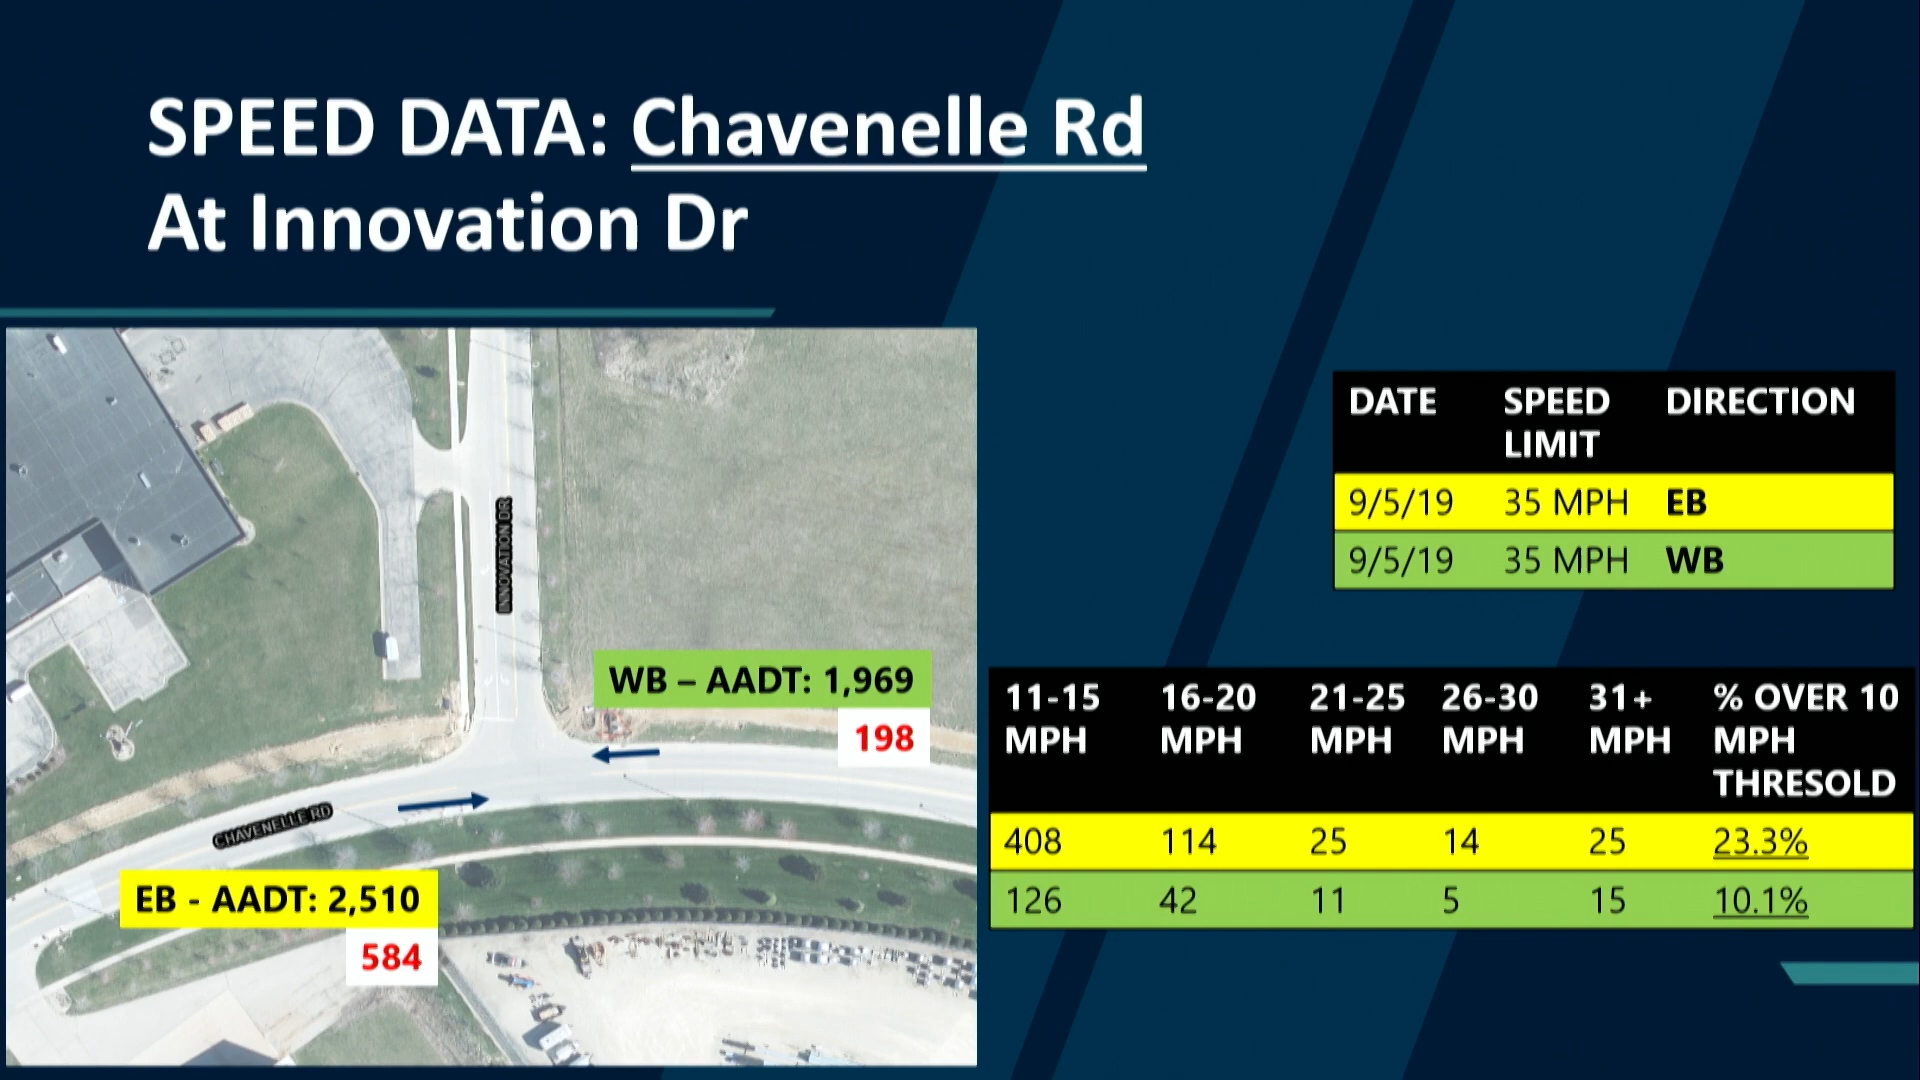 SPEED DATA: Chavenelle Rd
At Innovation Dr
DATE SPEED LIMIT DIRECTION
9/5/19 35 MPH EB
9/5/19 35 MPH WB
INNOVATION DR
WB – AADT: 1,969
198
CHAVENELLE RD
EB - AADT: 2,510
584
11-15 MPH 16-20 MPH 21-25 MPH 26-30 MPH 31+ MPH % OVER 10 MPH THRESOLD
408 114 25 14 25 23.3%
126 42 11 5 15 10.1%